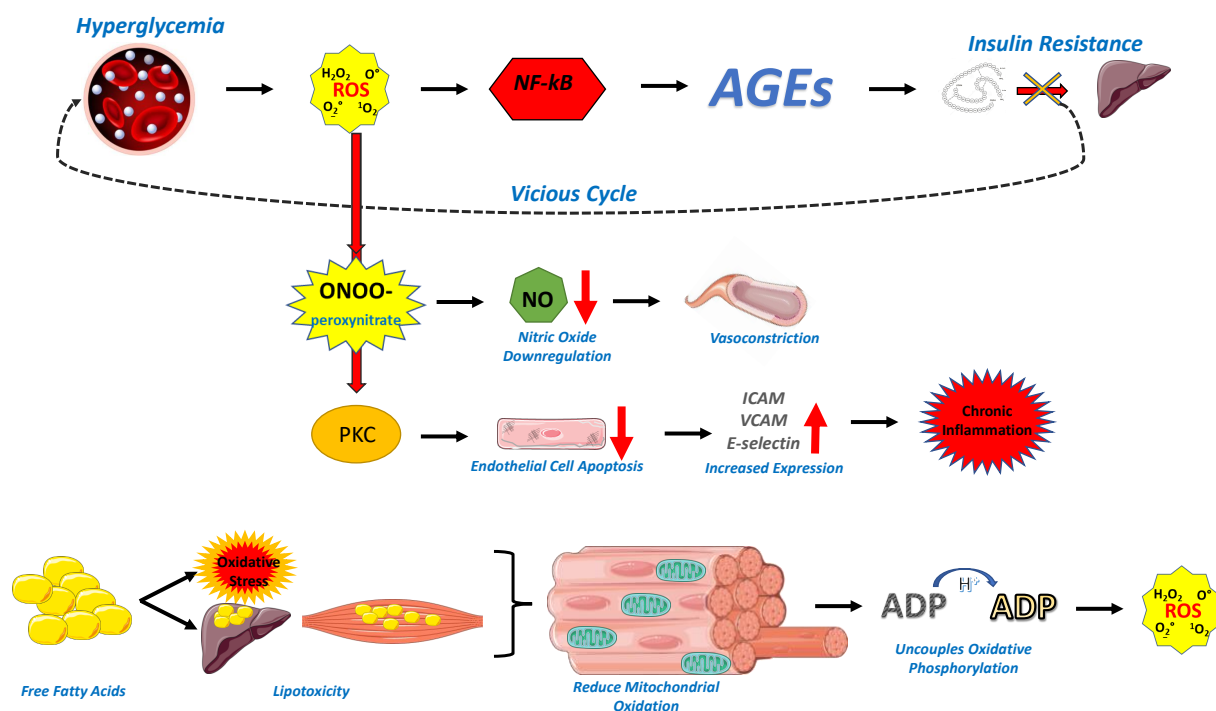 Hyperglycemia
Insulin Resistance
H₂O₂ O°
ROS
O₂° ¹O₂
NF-kB
AGEs
Vicious Cycle
ONOO-
peroxynitrate
NO
Nitric Oxide
Downregulation
Vasoconstriction
PKC
Endothelial Cell Apoptosis
ICAM
VCAM
E-selectin
Increased Expression
Chronic
Inflammation
Oxidative
Stress
Free Fatty Acids
Lipotoxicity
Reduce Mitochondrial
Oxidation
ADP
H⁺
ADP
Uncouples Oxidative
Phosphorylation
H₂O₂ O°
ROS
O₂° ¹O₂